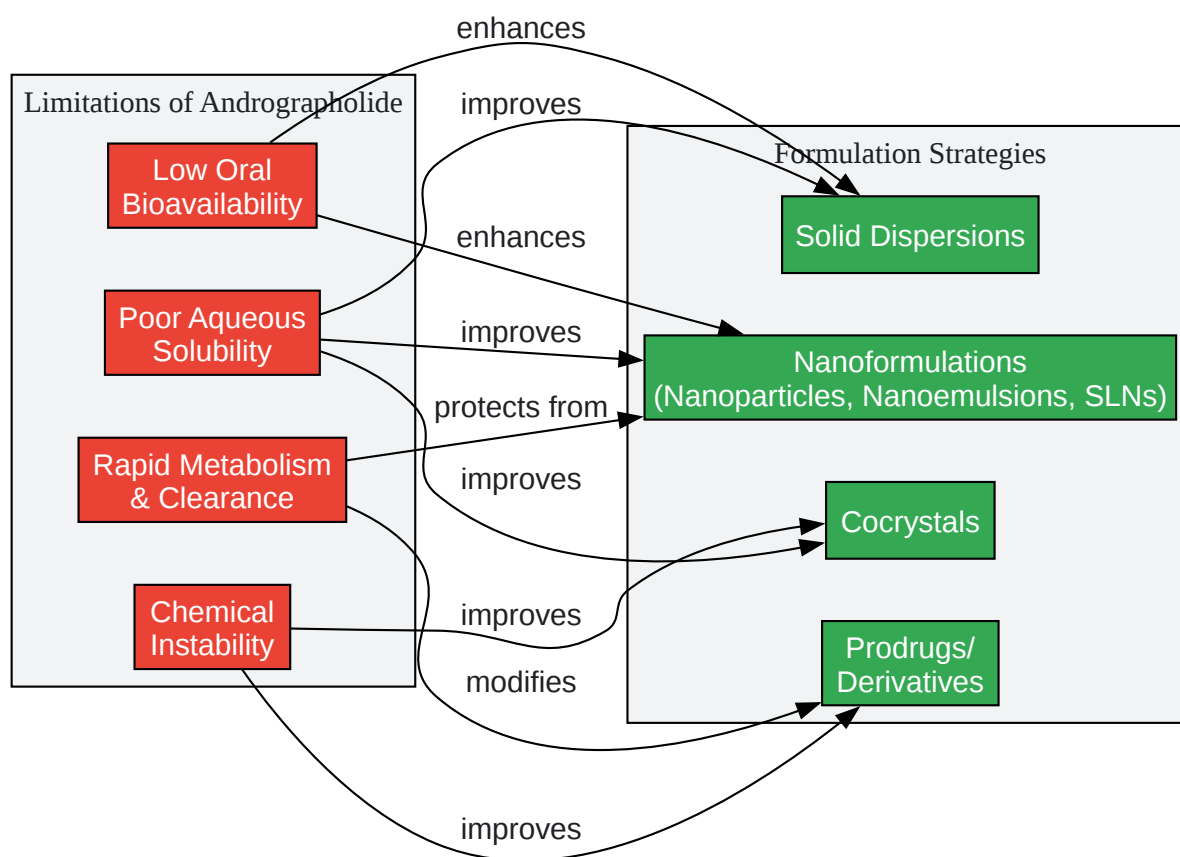 Limitations of Andrographolide
Low Oral
Bioavailability
Poor Aqueous
Solubility
Rapid Metabolism
& Clearance
Chemical
Instability
enhances
improves
enhances
improves
protects from
improves
improves
modifies
improves
Formulation Strategies
Solid Dispersions
Nanoformulations
(Nanoparticles, Nanoemulsions, SLNs)
Cocrystals
Prodrugs/
Derivatives